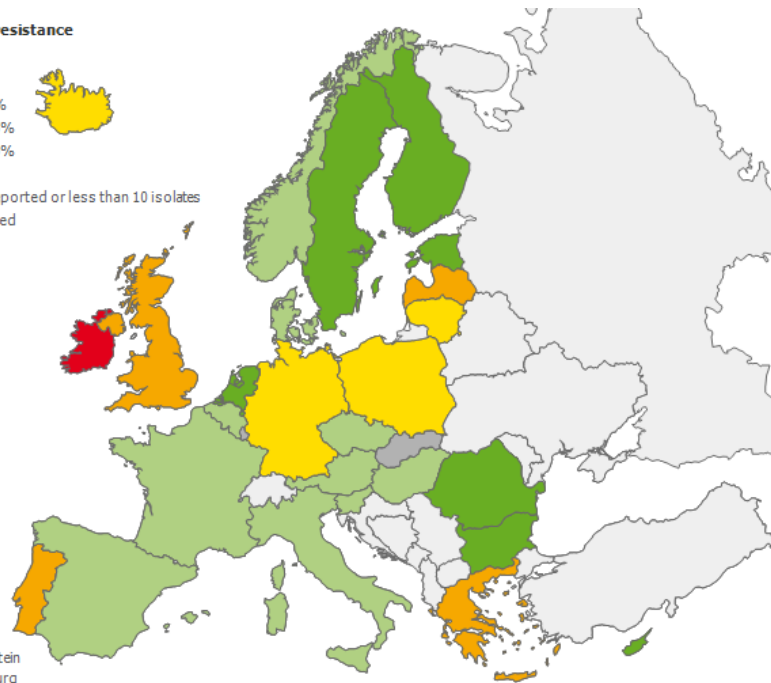 esistance
%
%
%
ported or less than 10 isolates
ed
tein
urg